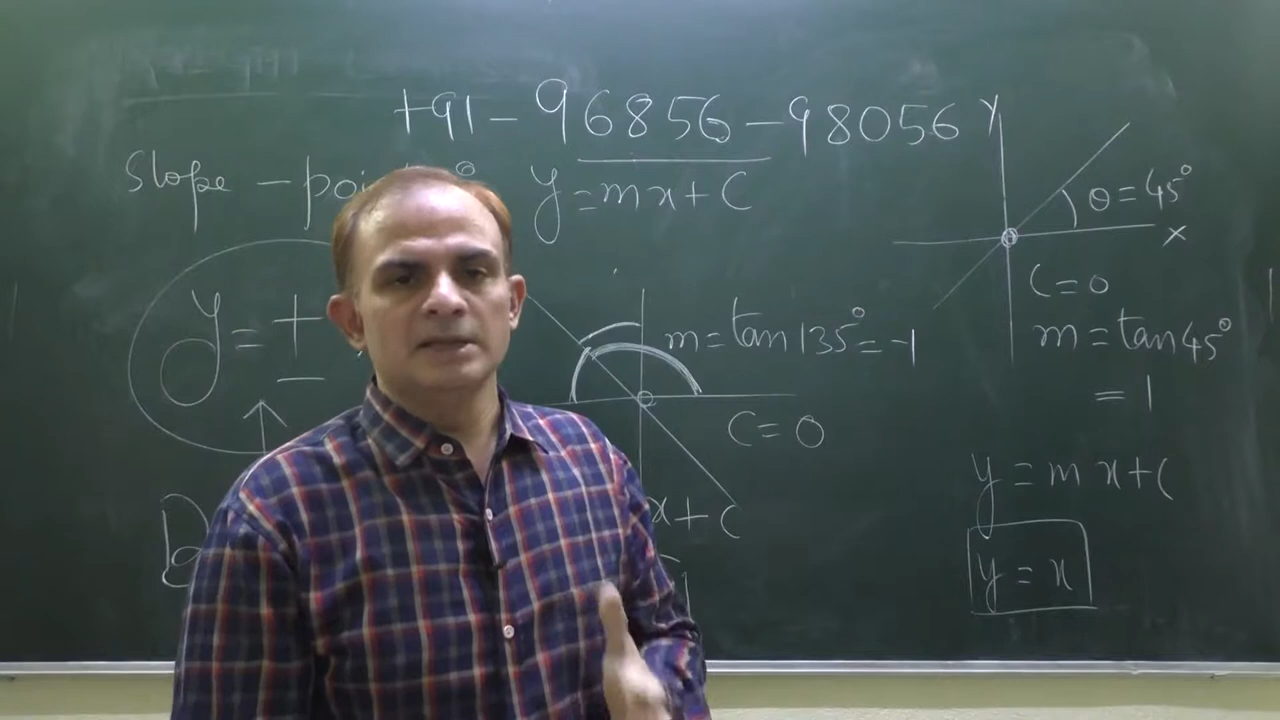 +91-96856-98056
Slope -
y = mx + C
Y
θ = 45°
X
C = 0
m = tan 45°
= 1
y = mx + C
y = x
y = +
-
m = tan 135° = -1
C = 0
x + C